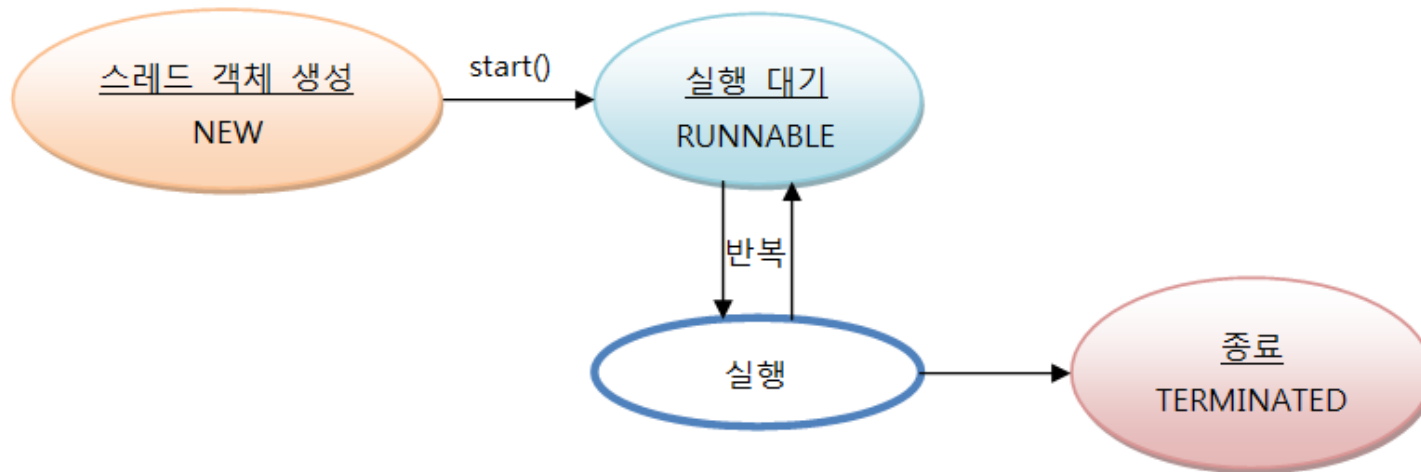 스레드 객체 생성
NEW
start()
실행 대기
RUNNABLE
반복
실행
종료
TERMINATED